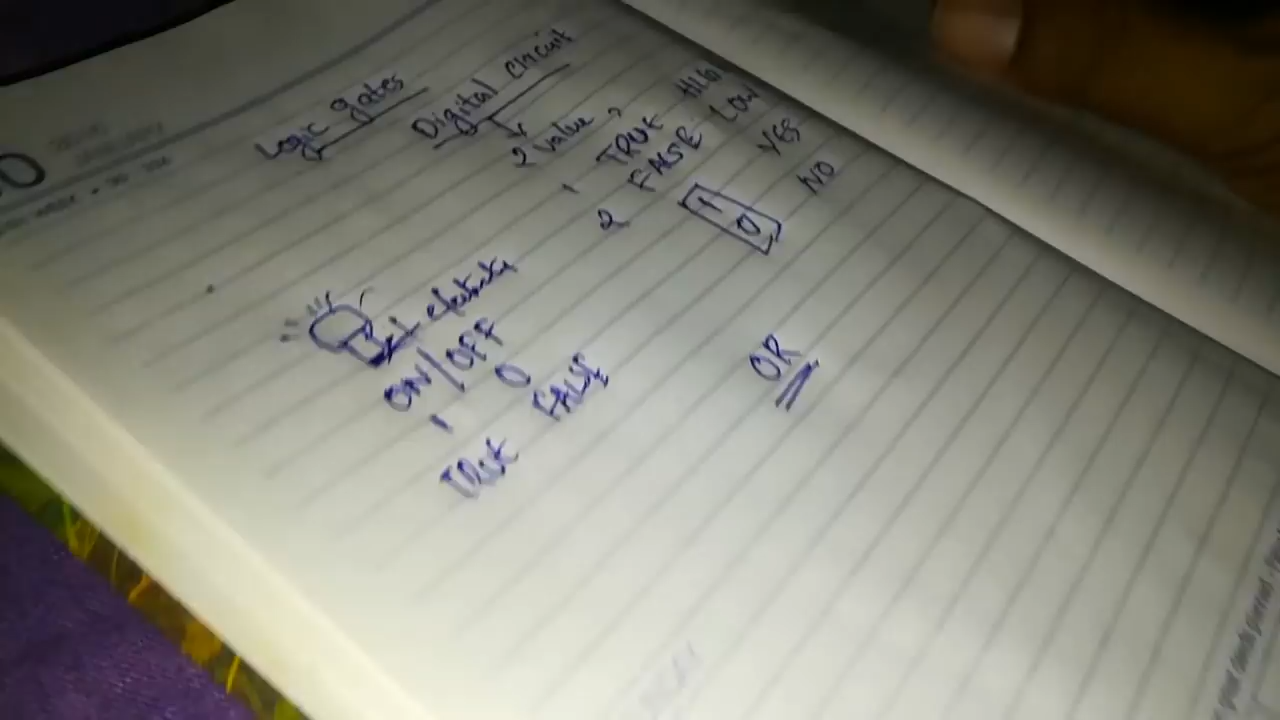 Logic gates
Digital Circuit
2 value
1 TRUE HIG
2 FALSE LOW
1 YES
0 NO
ON/OFF
1 0
TRUE FALSE
OR